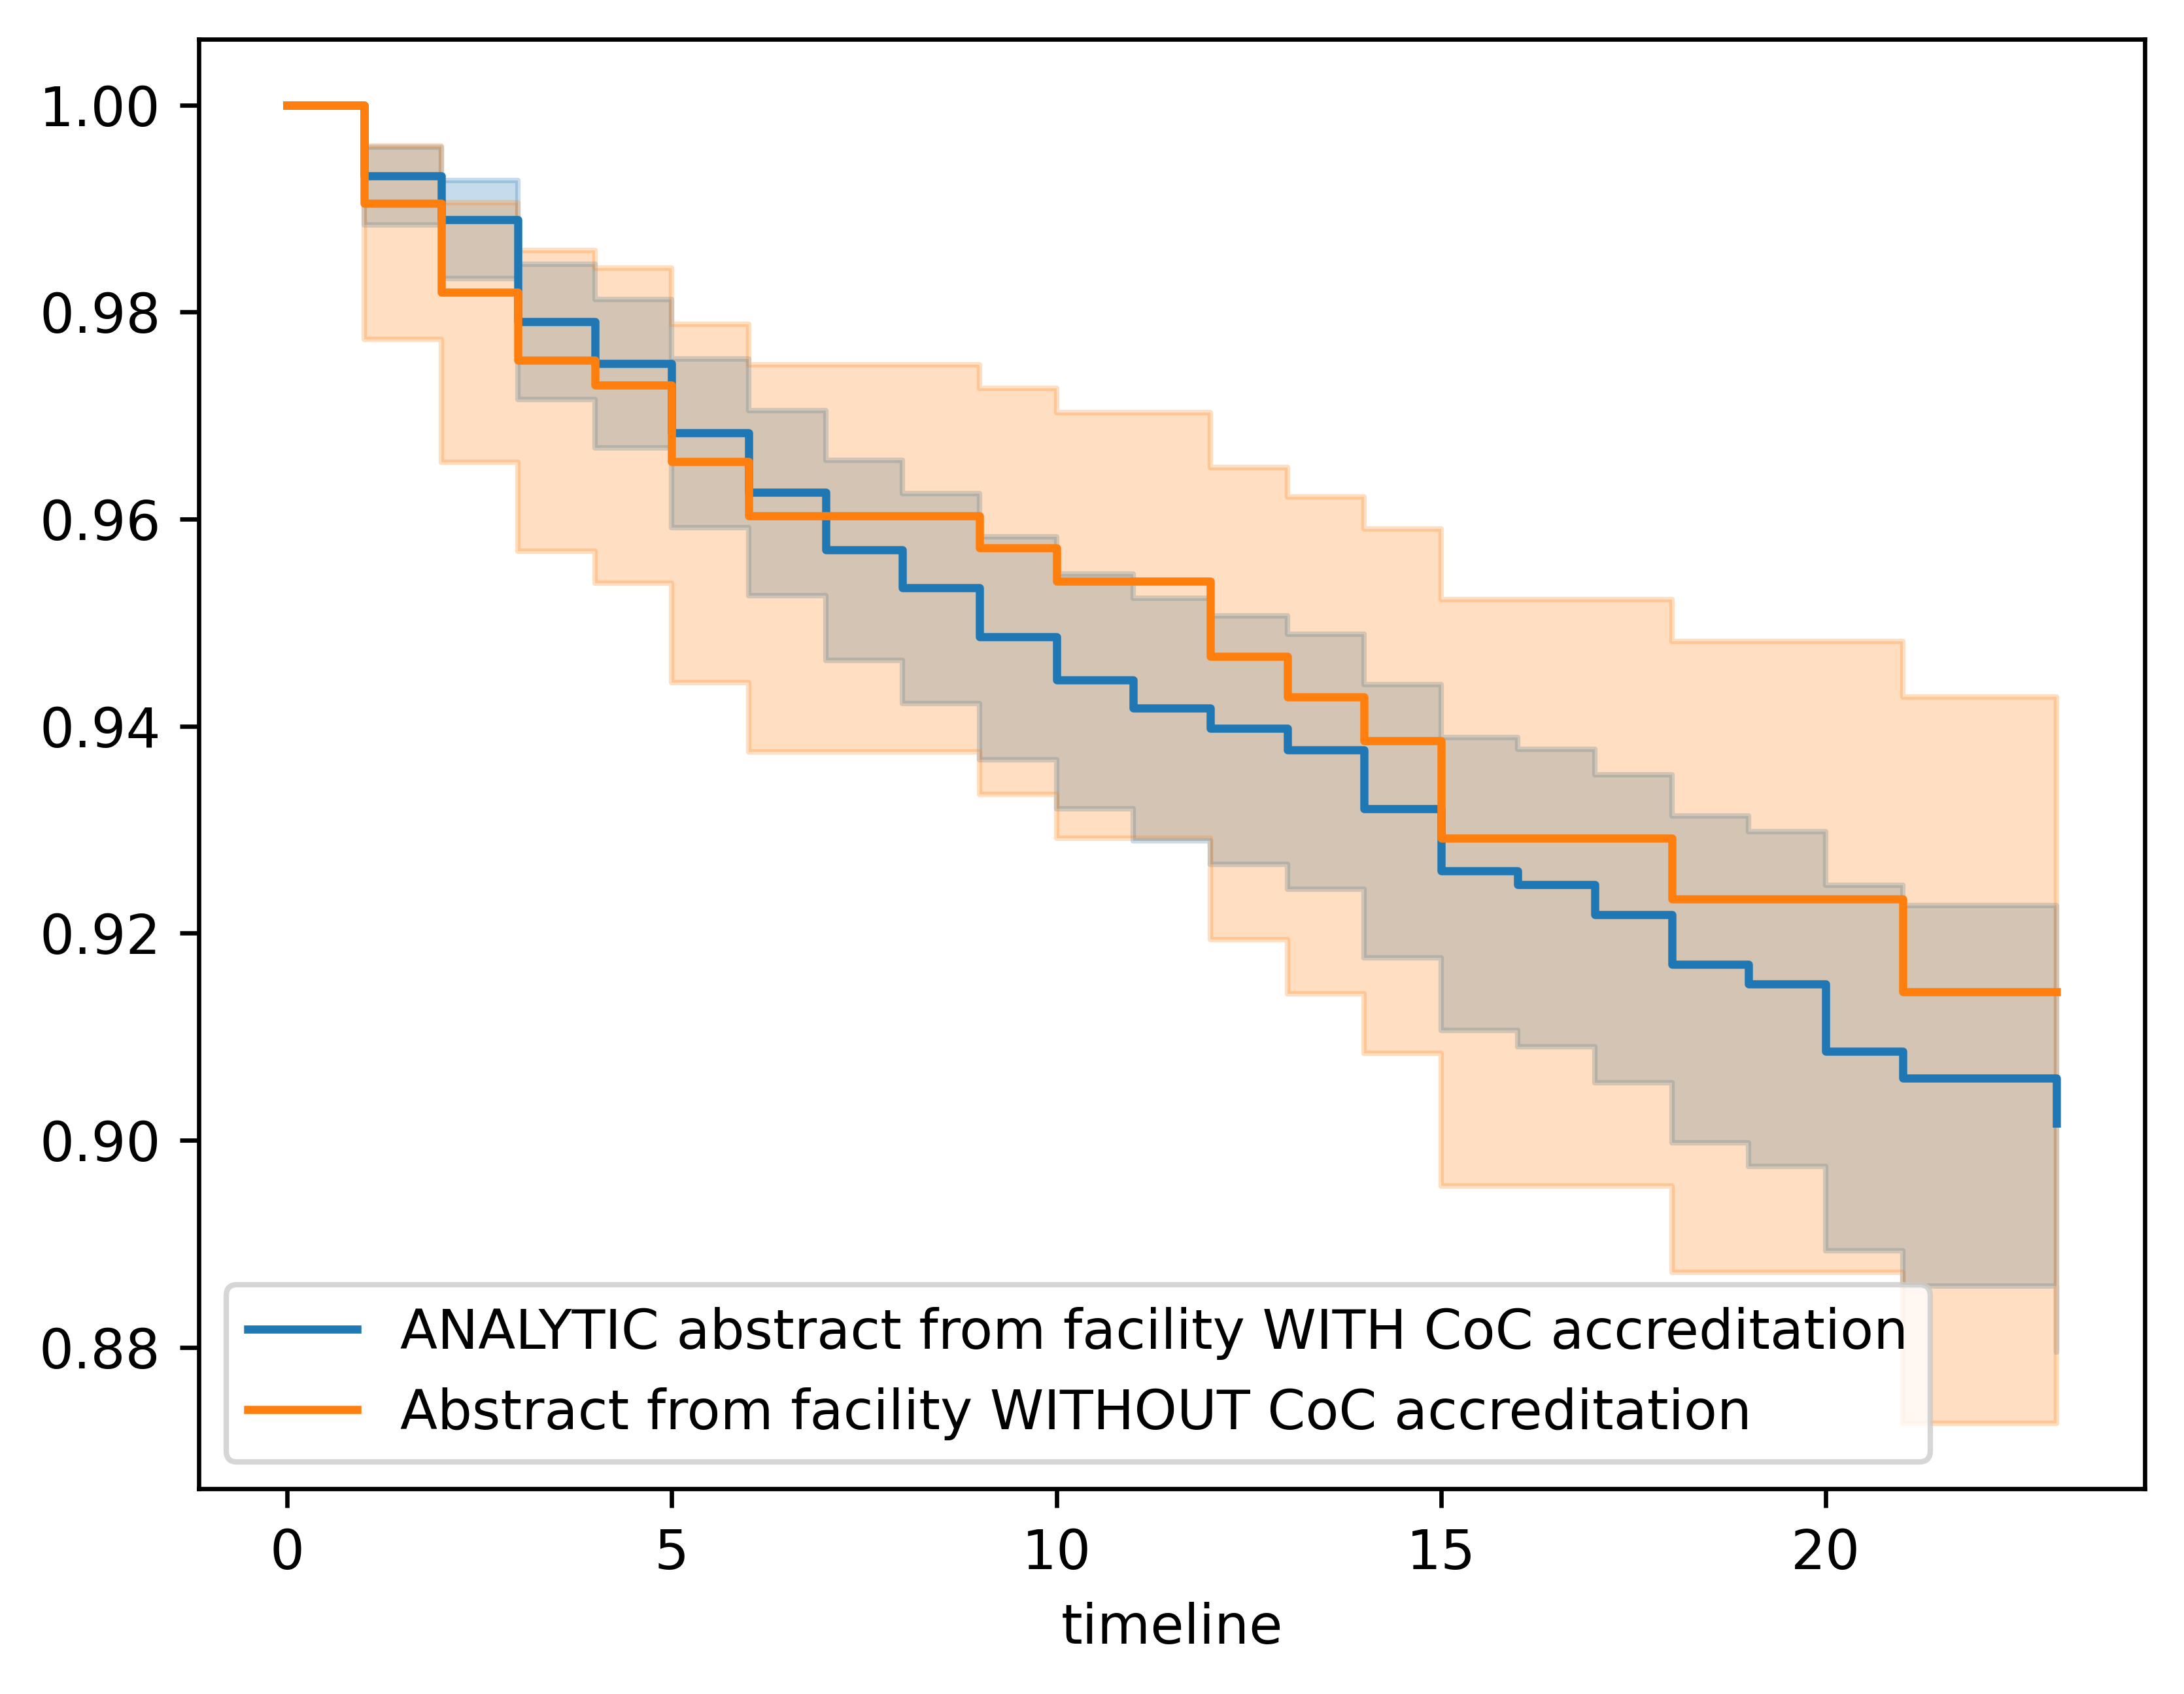 1.00
0.98
0.96
0.94
0.92
0.90
0.88
ANALYTIC abstract from facility WITH CoC accreditation
Abstract from facility WITHOUT CoC accreditation
0 5 10 15 20
timeline